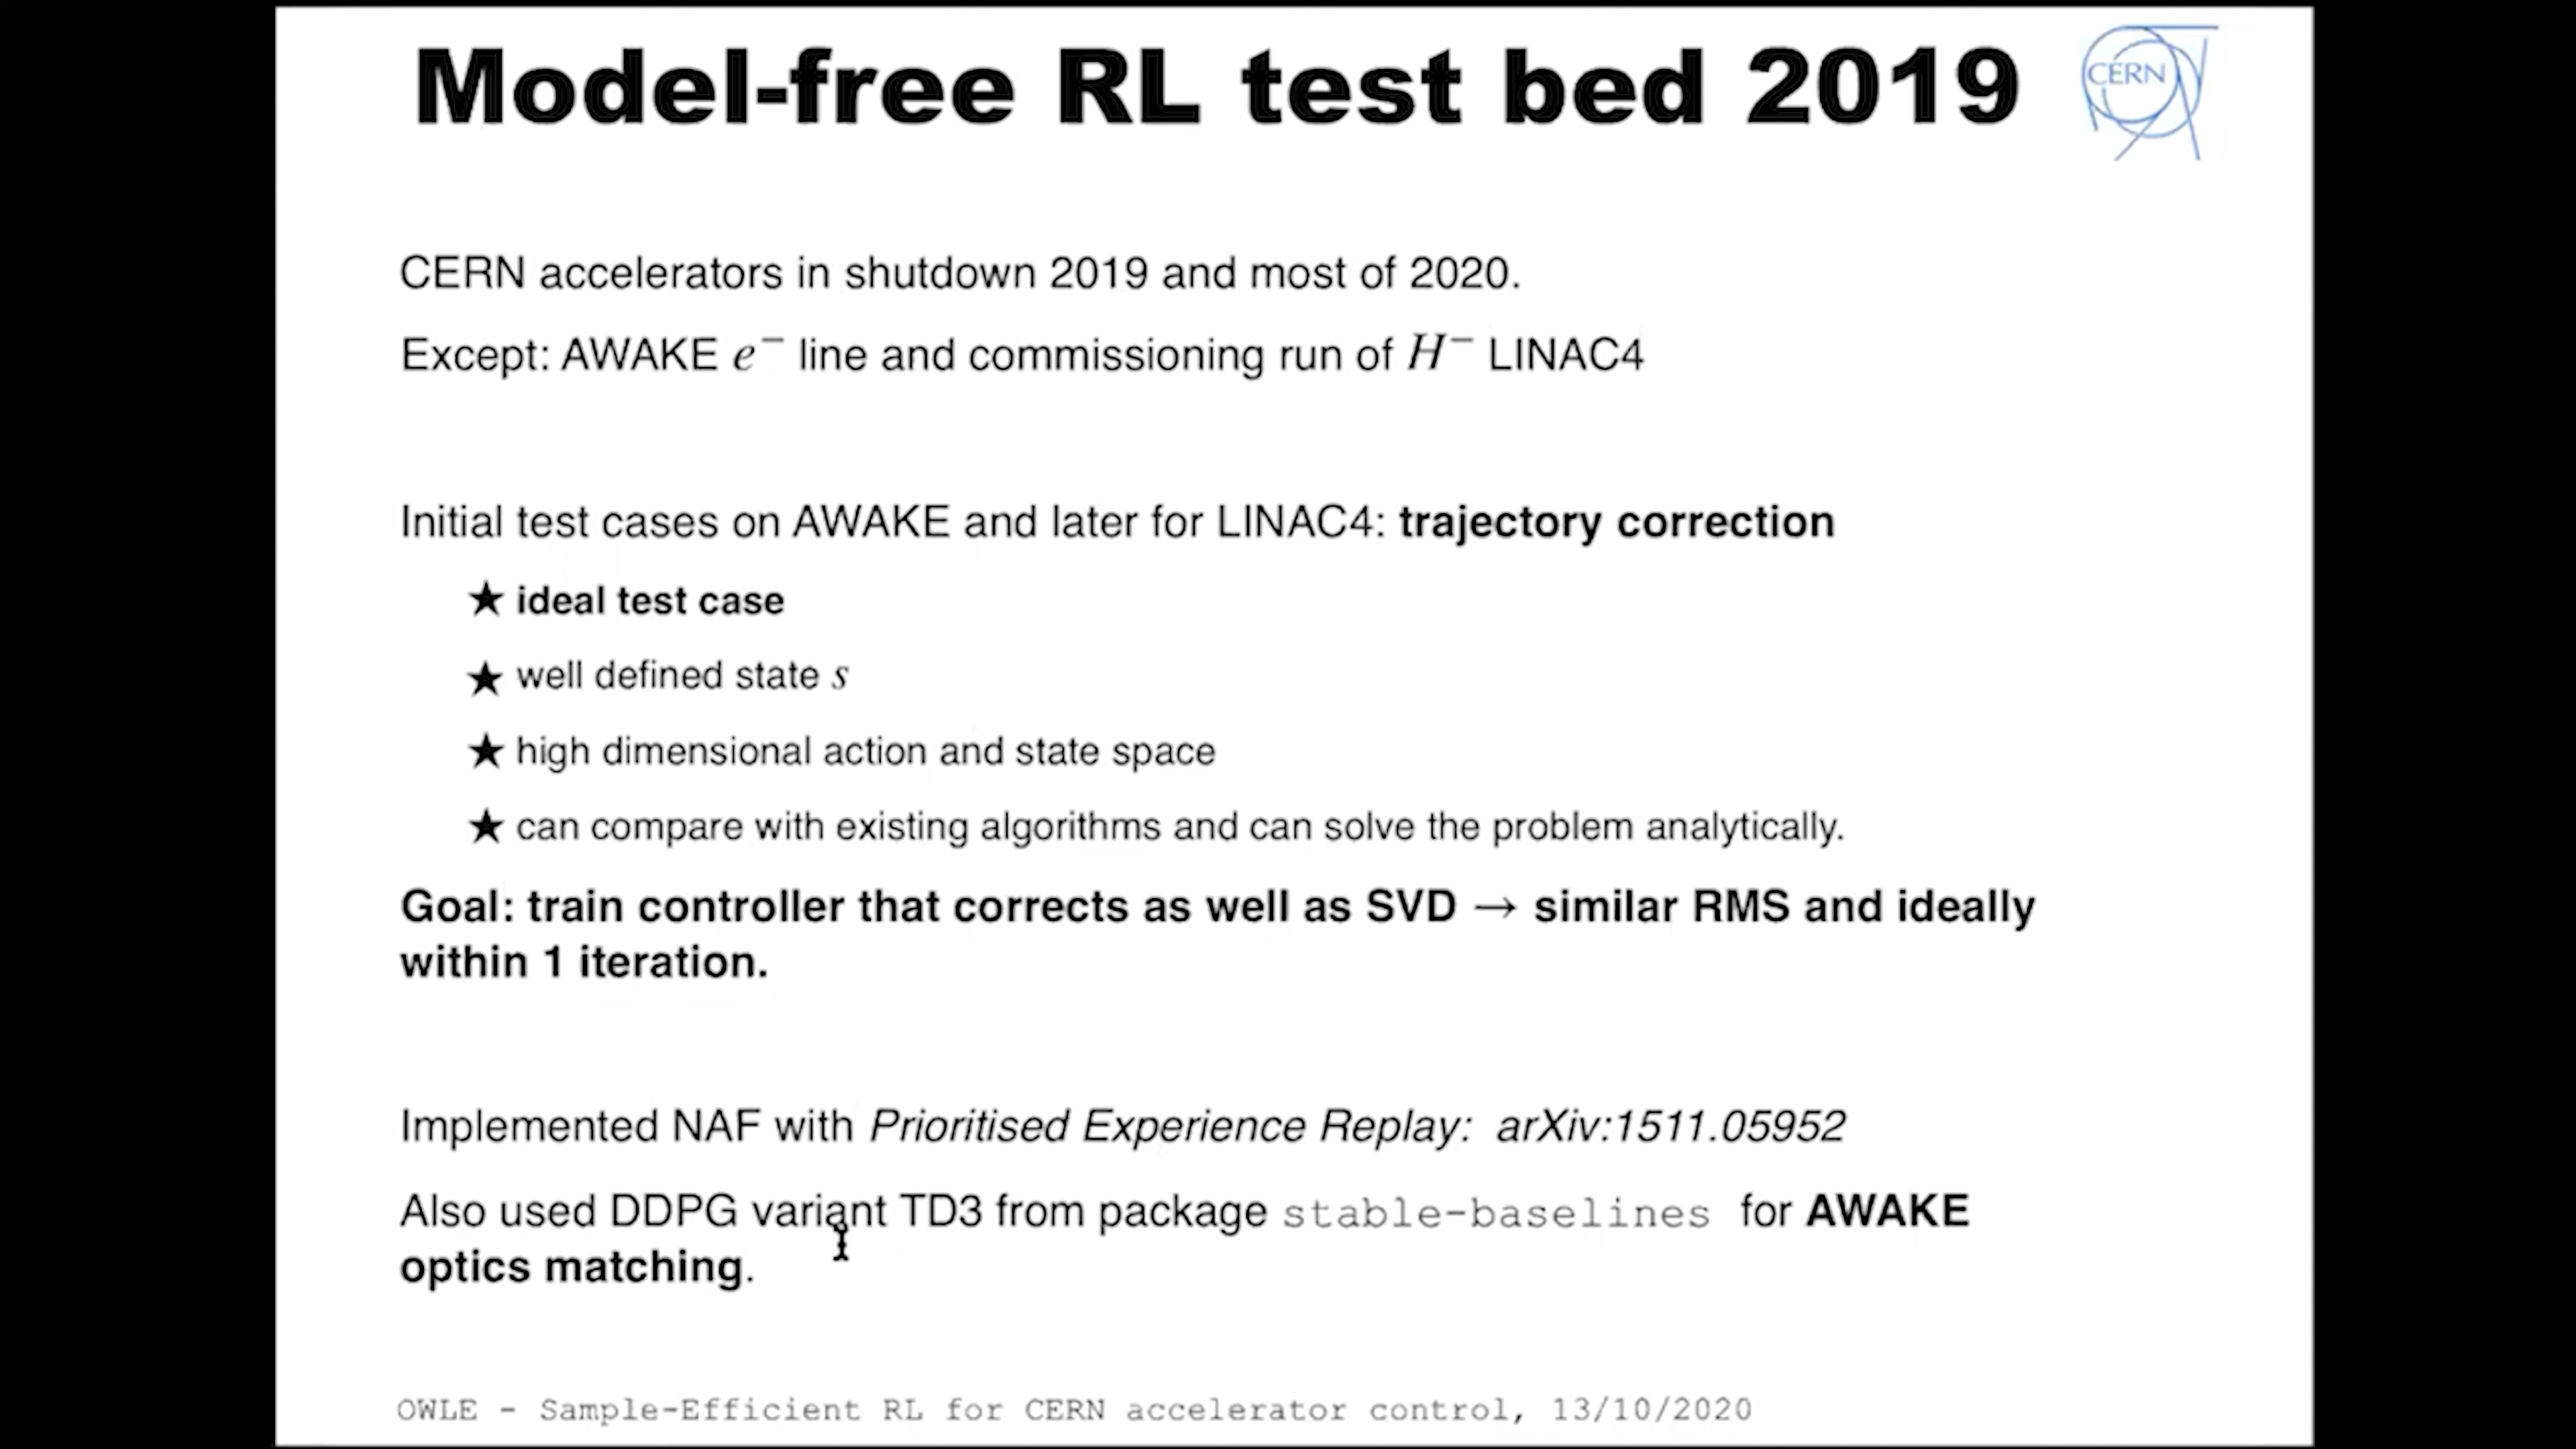 Model-free RL test bed 2019
CERN
CERN accelerators in shutdown 2019 and most of 2020.
Except: AWAKE e⁻ line and commissioning run of H⁻ LINAC4
Initial test cases on AWAKE and later for LINAC4: trajectory correction
★ ideal test case
★ well defined state s
★ high dimensional action and state space
★ can compare with existing algorithms and can solve the problem analytically.
Goal: train controller that corrects as well as SVD → similar RMS and ideally
within 1 iteration.
Implemented NAF with Prioritised Experience Replay: arXiv:1511.05952
Also used DDPG variant TD3 from package stable-baselines for AWAKE
optics matching.
OWLE - Sample-Efficient RL for CERN accelerator control, 13/10/2020